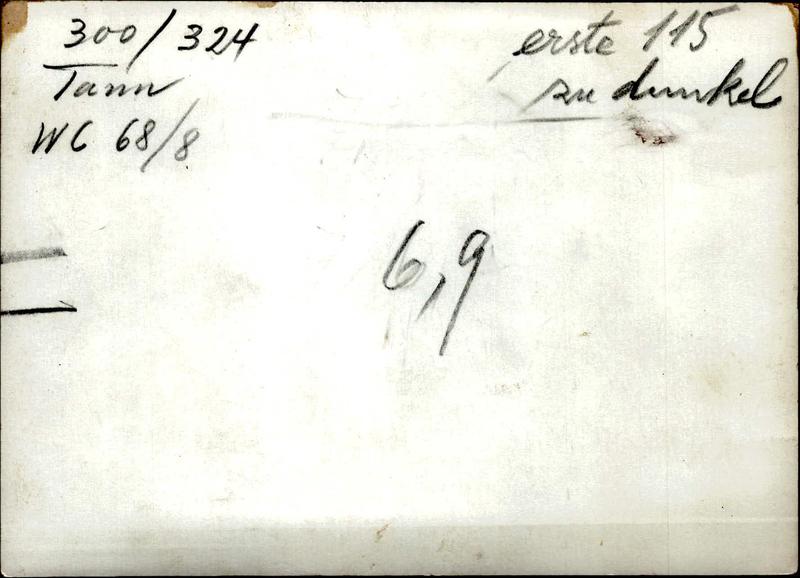 300/324
Tann
WC 68/8
erste 115
zu dunkel
6,9